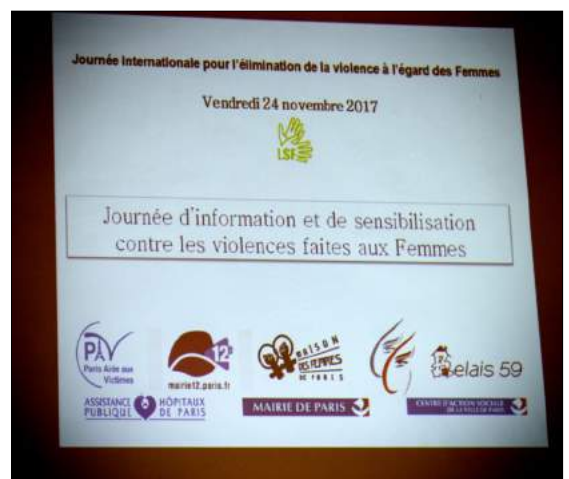 Journée internationale pour l'élimination de la violence à l'égard des Femmes
Vendredi 24 novembre 2017
LSF
Journée d'information et de sensibilisation
contre les violences faites aux Femmes
PAV
Paris Aide aux
Victimes
12
mairie12.paris.fr
MAISON
DES FEMMES
DE PARIS
Relais 59
ASSISTANCE HÔPITAUX
PUBLIQUE DE PARIS
MAIRIE DE PARIS
CENTRE D'ACTION SOCIALE
DE LA VILLE DE PARIS